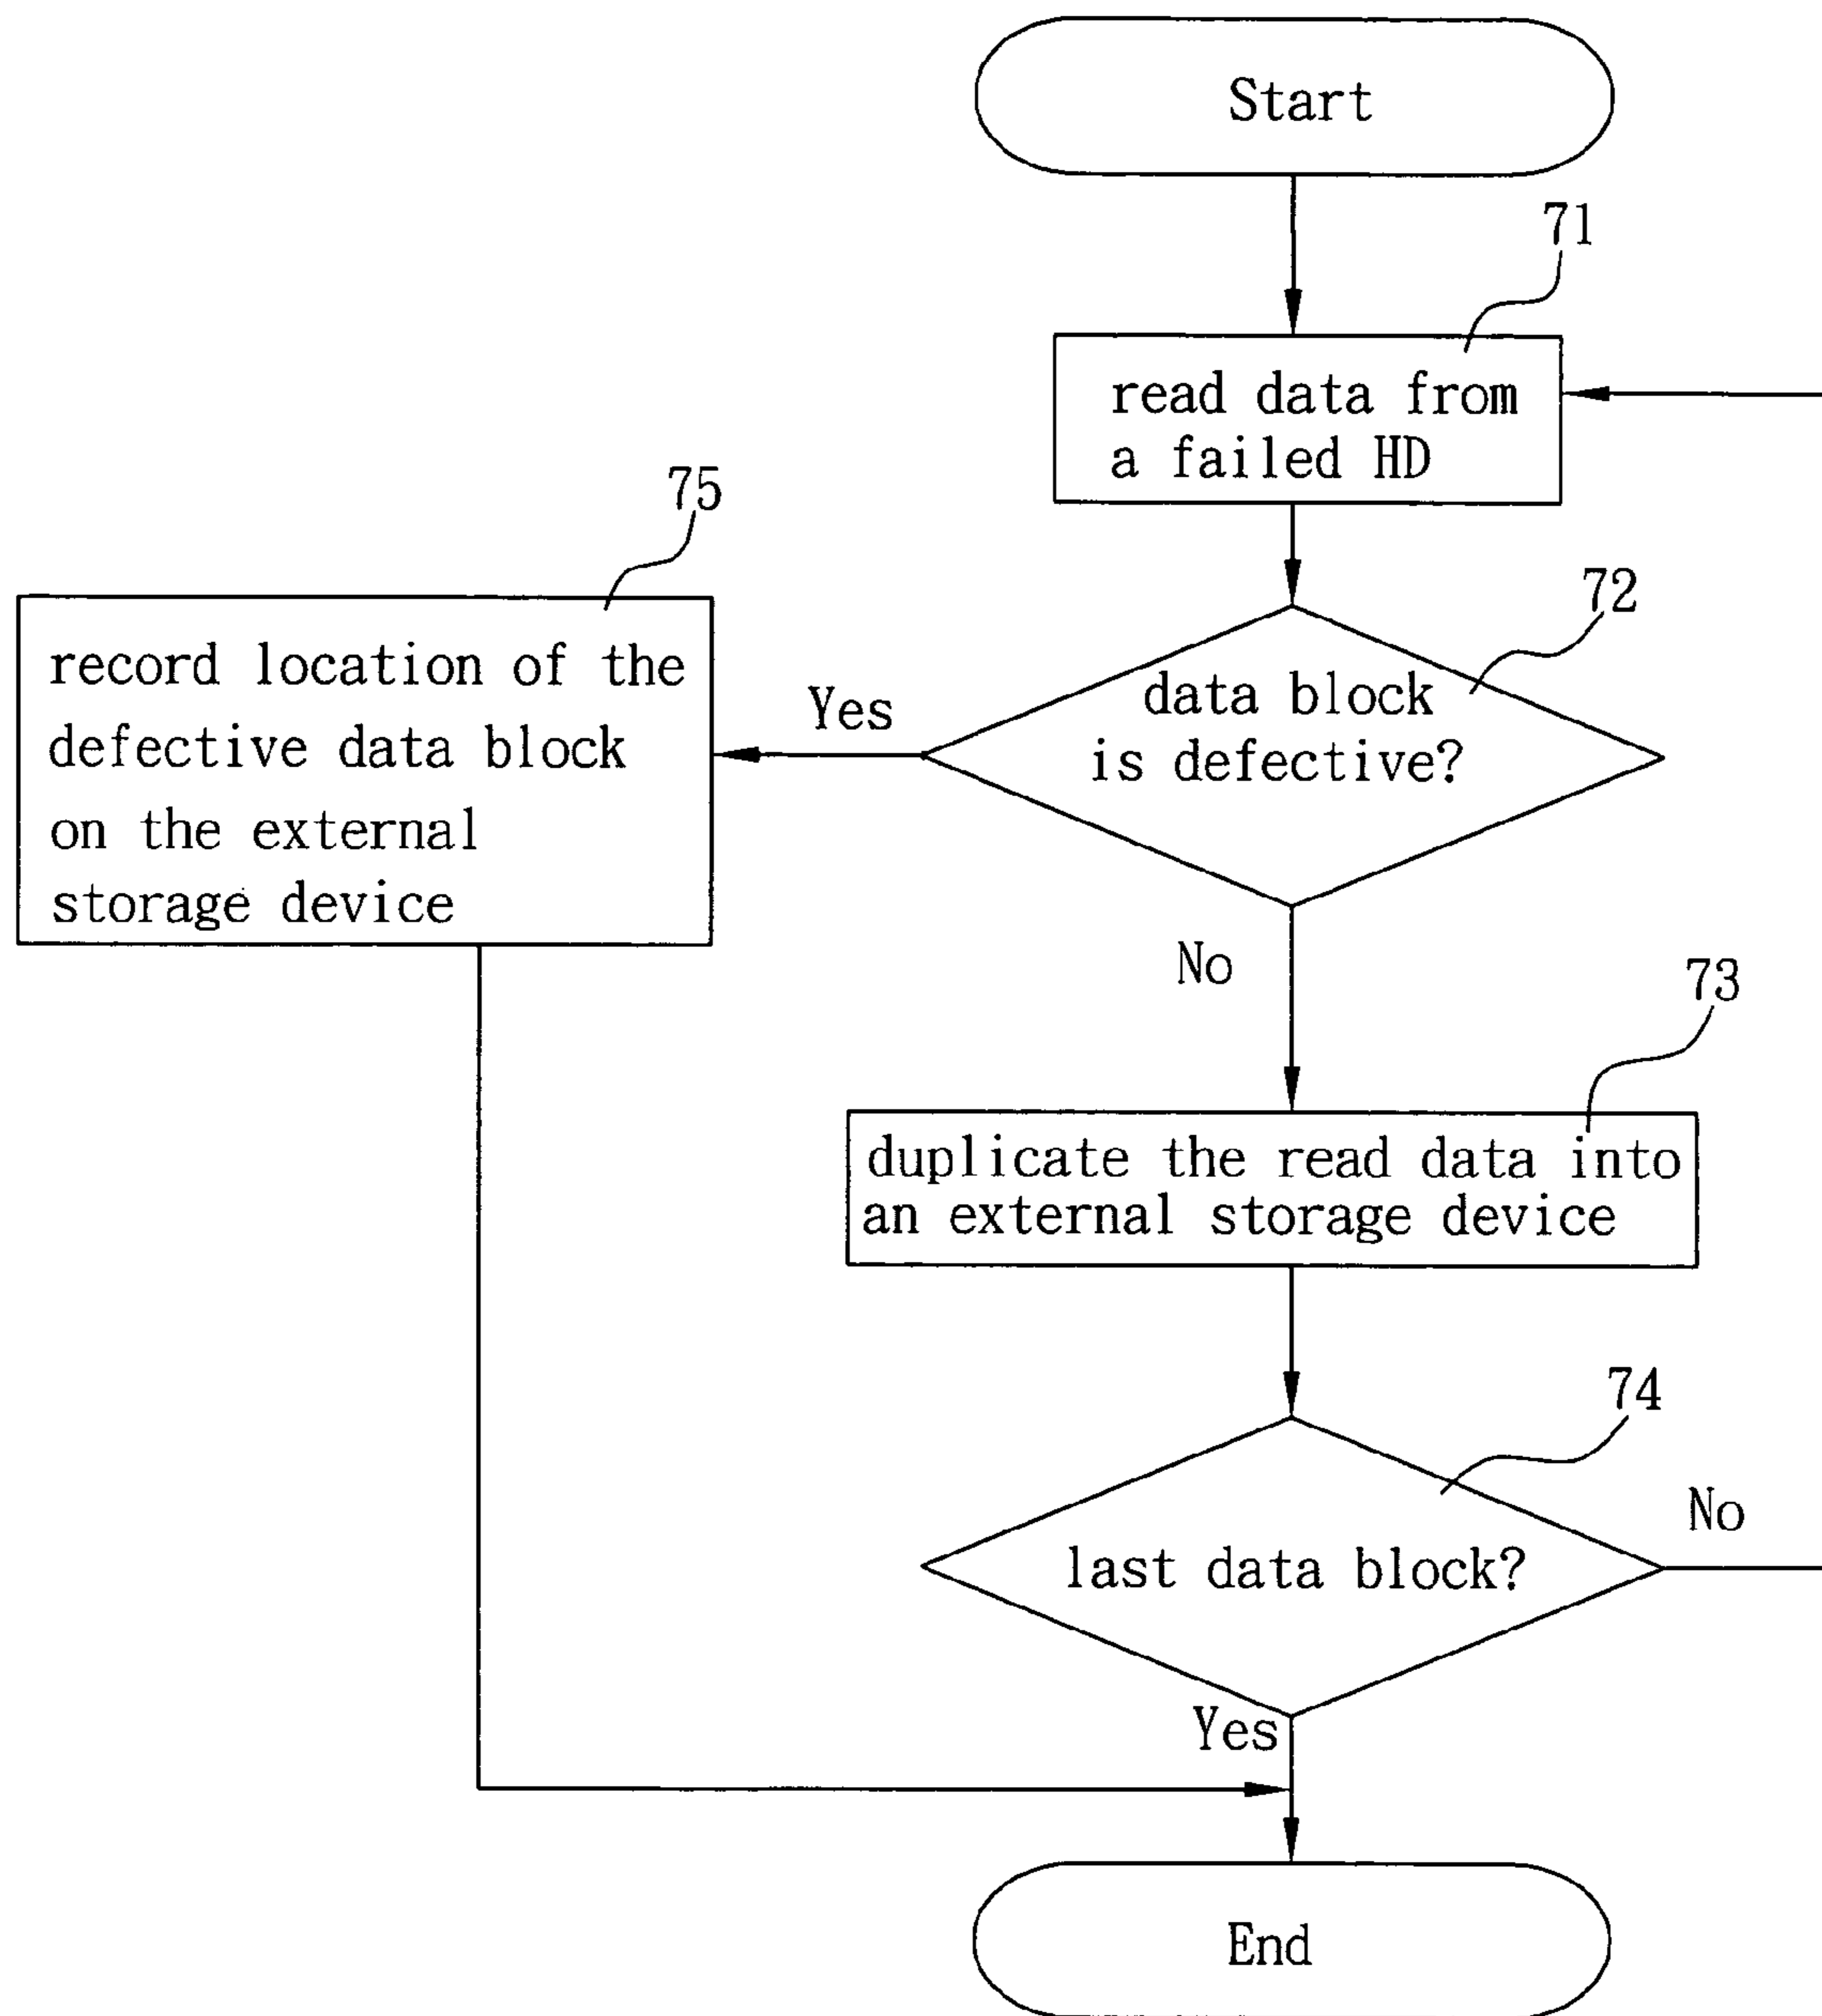 Start
71
read data from
a failed HD
75
72
record location of the
defective data block
on the external
storage device
Yes
data block
is defective?
No
73
duplicate the read data into
an external storage device
74
No
last data block?
Yes
End